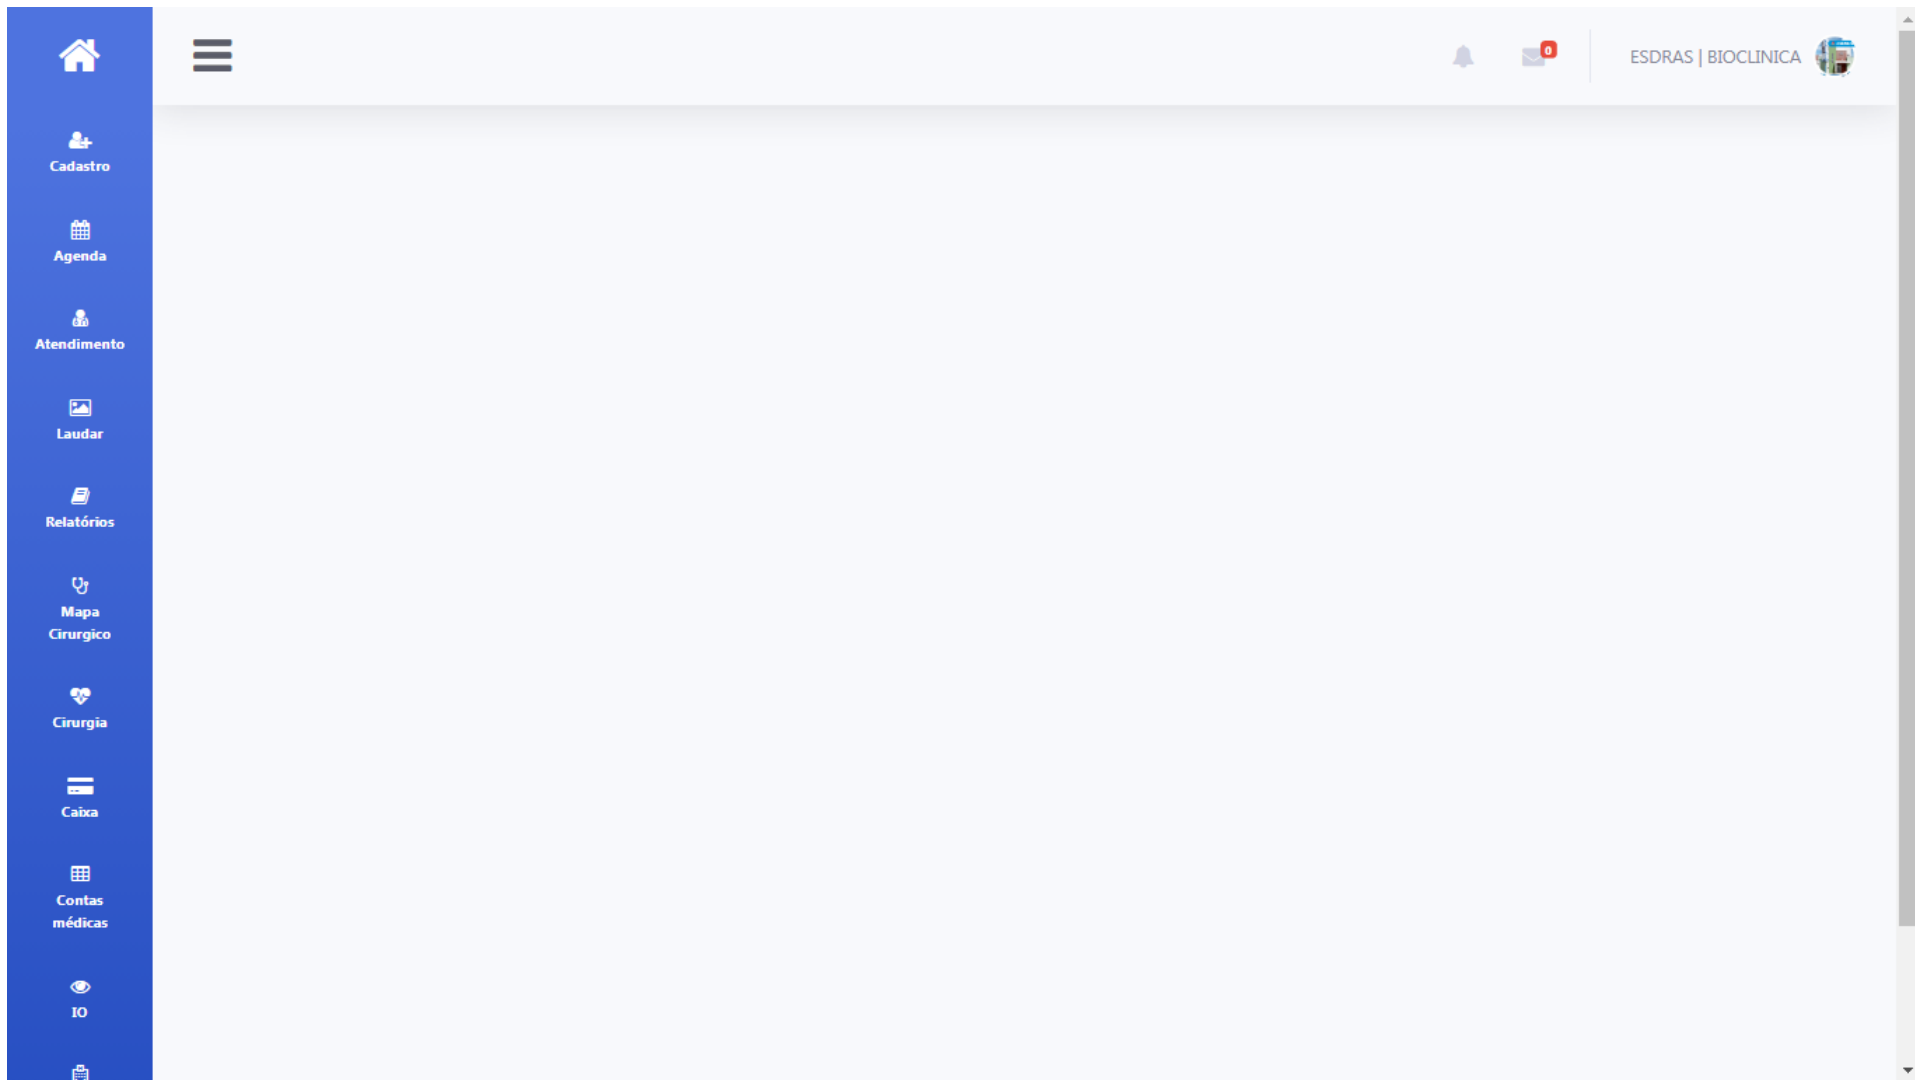 0
ESDRAS | BIOCLINICA
Cadastro
Agenda
Atendimento
Laudar
Relatórios
Mapa
Cirurgico
Cirurgia
Caixa
Contas
médicas
IO